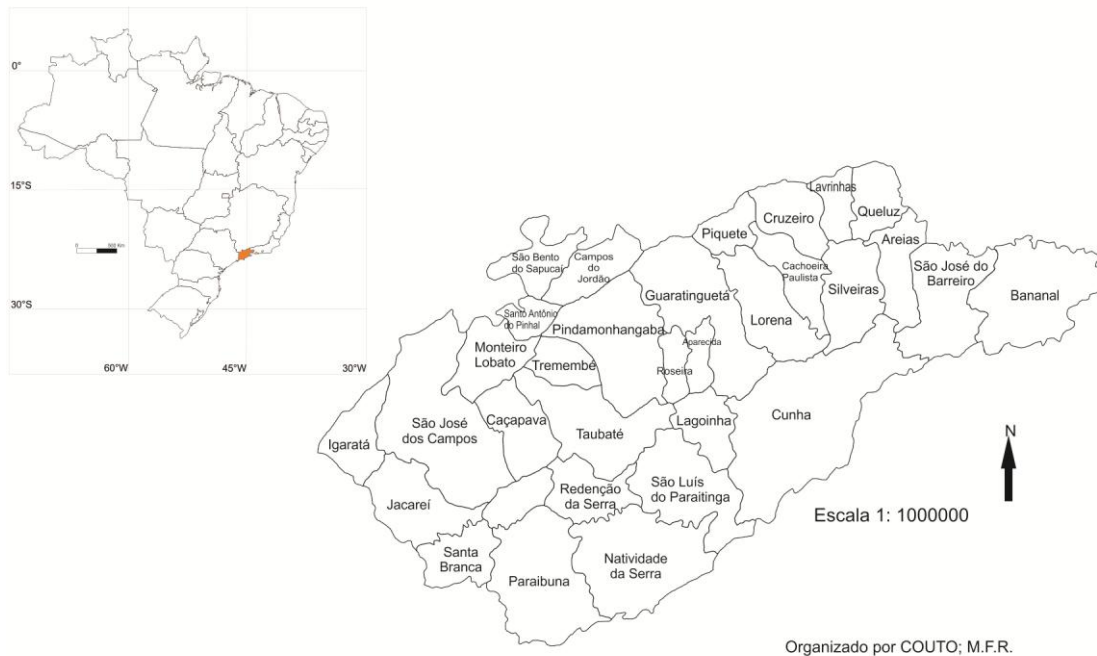 0°
15°S
30°S
0 500 Km
60°W
45°W
30°W
Lavrinhas
Queluz
Cruzeiro
Piquete
Areias
São Bento
do Sapucaí
Campos
do
Jordão
Cachoeira
Paulista
São José do
Barreiro
Silveiras
Bananal
Guaratinguetá
Lorena
Santo Antônio
do Pinhal
Pindamonhangaba
Aparecida
Monteiro
Lobato
Tremembé
Roseira
Cunha
São José
dos Campos
Caçapava
Taubaté
Lagoinha
Igaratá
N
São Luís
do Paraitinga
Redenção
da Serra
Jacareí
Escala 1: 1000000
Santa
Branca
Natividade
da Serra
Paraibuna
Organizado por COUTO; M.F.R.